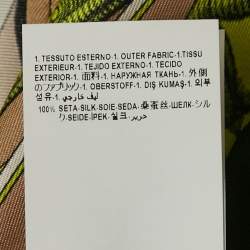 1. TESSUTO ESTERNO-1. OUTER FABRIC-1.TISSU
EXTERIEUR-1. TEJIDO EXTERNO-1. TECIDO
EXTERIOR-1. 面料-1. НАРУЖНАЯ ТКАНЬ-1. 外側
のファブリック-1. OBERSTOFF-1. DIŞ KUMAŞ-1. 외부
섬유-1. ليف خارجي
100% SETA-SILK-SOIE-SEDA-桑蚕丝-ШЕЛК-シル
ク-SEIDE-İPEK-실크-حرير